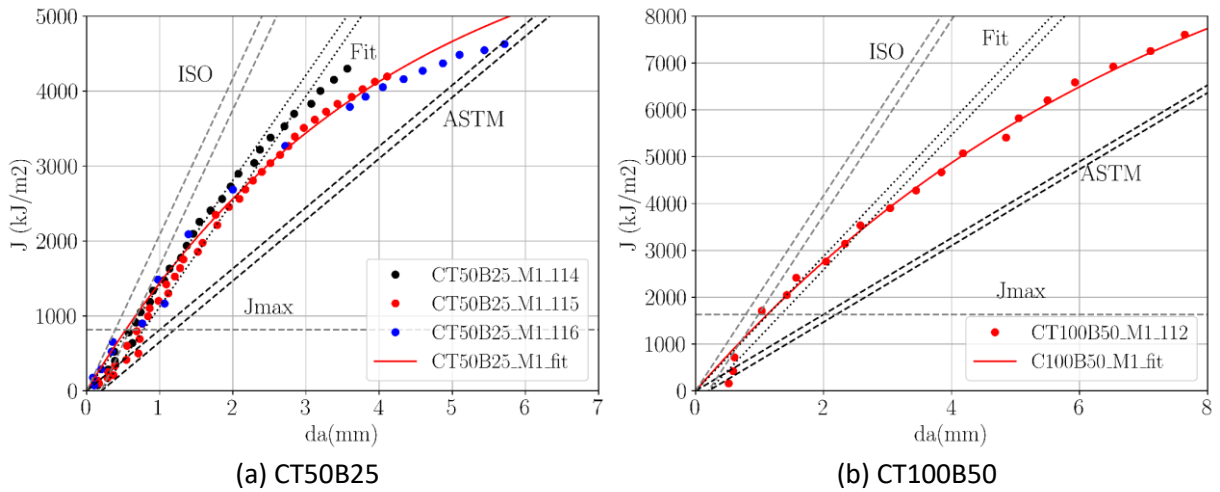 5000
4000
3000
2000
1000
0
J (kJ/m2)
0
1
2
3
4
5
6
7
da(mm)
ISO
Fit
ASTM
Jmax
CT50B25_M1_114
CT50B25_M1_115
CT50B25_M1_116
CT50B25_M1_fit
(a) CT50B25
8000
7000
6000
5000
4000
3000
2000
1000
0
J (kJ/m2)
0
2
4
6
8
da(mm)
ISO
Fit
ASTM
Jmax
CT100B50_M1_112
C100B50_M1_fit
(b) CT100B50